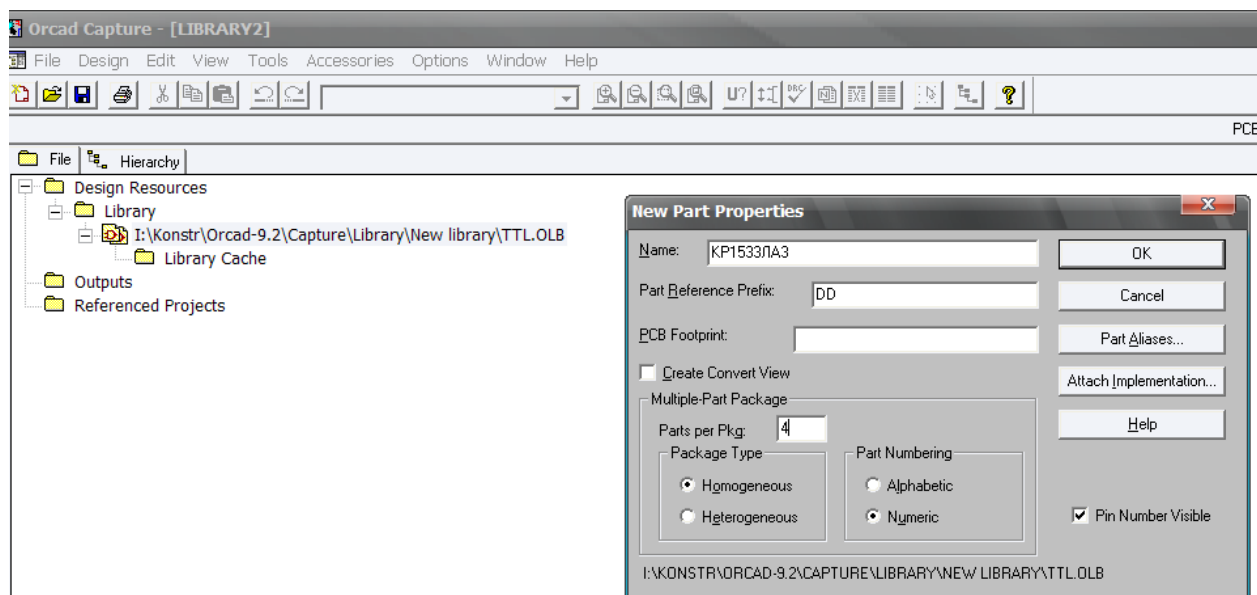 Orcad Capture - [LIBRARY2]
File Design Edit View Tools Accessories Options Window Help
U?
PCB
File Hierarchy
Design Resources
Library
I:\Konstr\Orcad-9.2\Capture\Library\New library\TTL.OLB
Library Cache
Outputs
Referenced Projects
New Part Properties
Name: КР1533ЛА3
OK
Part Reference Prefix: DD
Cancel
PCB Footprint:
Part Aliases...
Create Convert View
Attach Implementation...
Multiple-Part Package
Parts per Pkg: 4
Help
Package Type
Part Numbering
Homogeneous
Alphabetic
Heterogeneous
Numeric
Pin Number Visible
I:\KONSTR\ORCAD-9.2\CAPTURE\LIBRARY\NEW LIBRARY\TTL.OLB